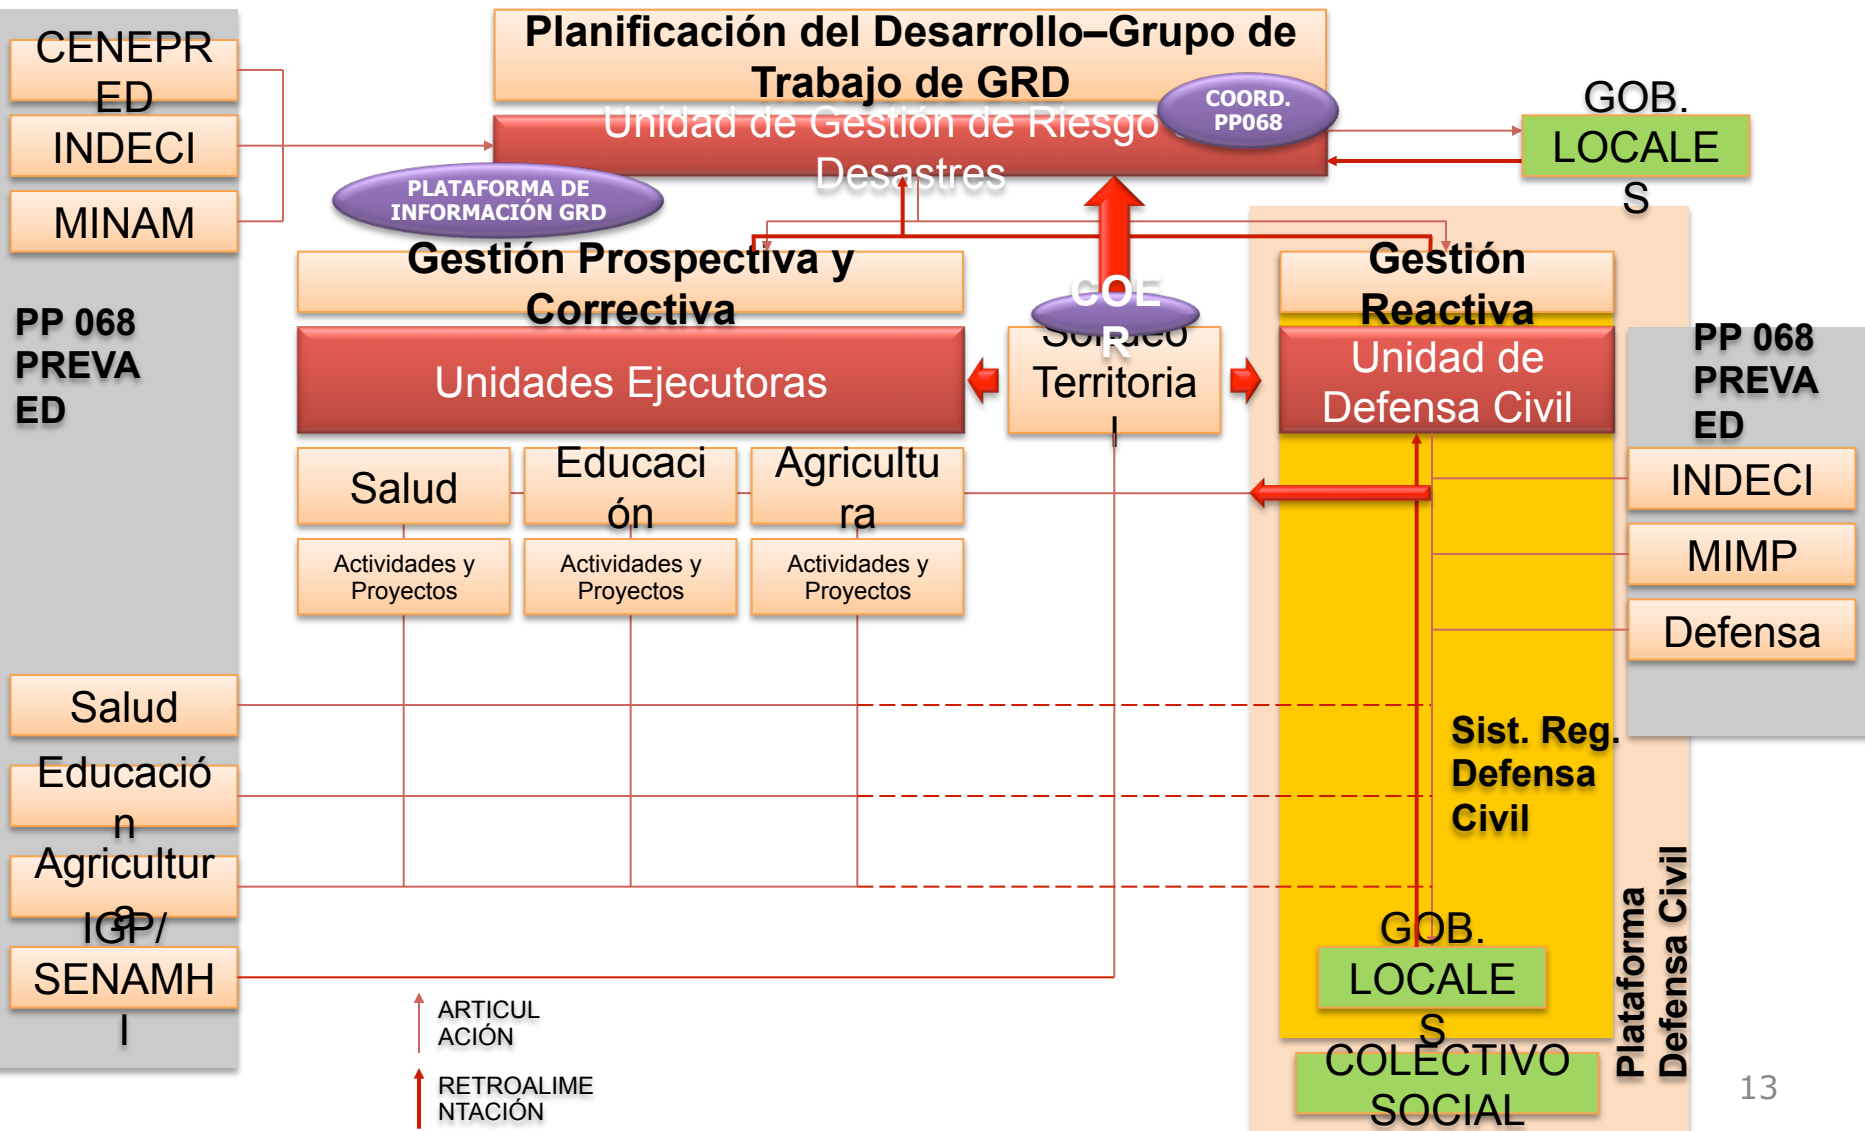 Planificación del Desarrollo–Grupo de
Trabajo de GRD
Unidad de Gestión de Riesgo
Desastres
COORD.
PP068
PLATAFORMA DE
INFORMACIÓN GRD
GOB.
LOCALE
S
CENEPR
ED
INDECI
MINAM
PP 068
PREVA
ED
Gestión Prospectiva y
Correctiva
Unidades Ejecutoras
COE
R
Sondeo
Territoria
l
Gestión
Reactiva
Unidad de
Defensa Civil
PP 068
PREVA
ED
INDECI
MIMP
Defensa
Salud
Educaci
ón
Agricultu
ra
Actividades y
Proyectos
Actividades y
Proyectos
Actividades y
Proyectos
Salud
Educació
n
Agricultur
a
IGP/
SENAMH
I
Sist. Reg.
Defensa
Civil
Plataforma
Defensa Civil
GOB.
LOCALE
S
COLECTIVO
SOCIAL
ARTICUL
ACIÓN
RETROALIME
NTACIÓN
13